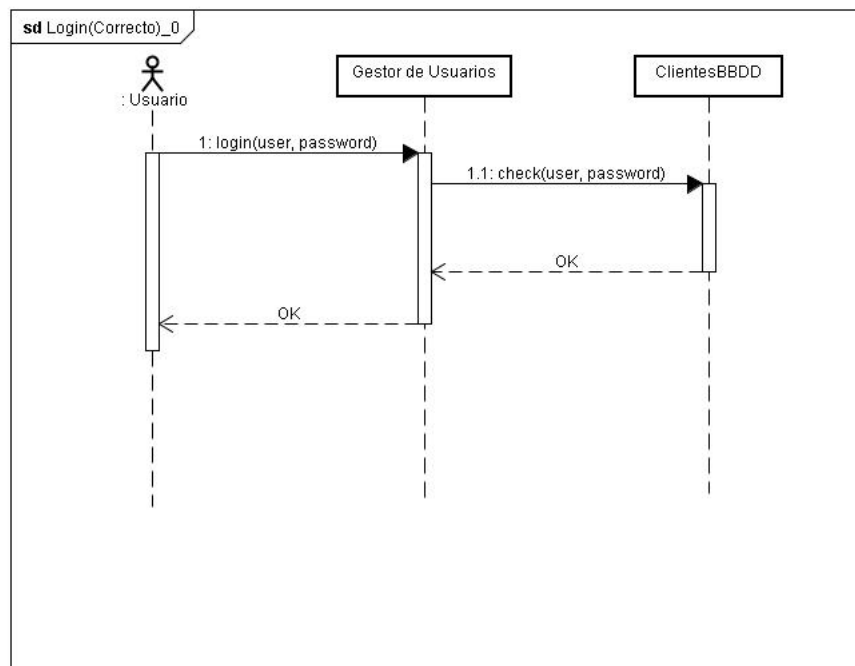 sd Login(Correcto)_0
Gestor de Usuarios
ClientesBBDD
: Usuario
1: login(user, password)
1.1: check(user, password)
OK
OK